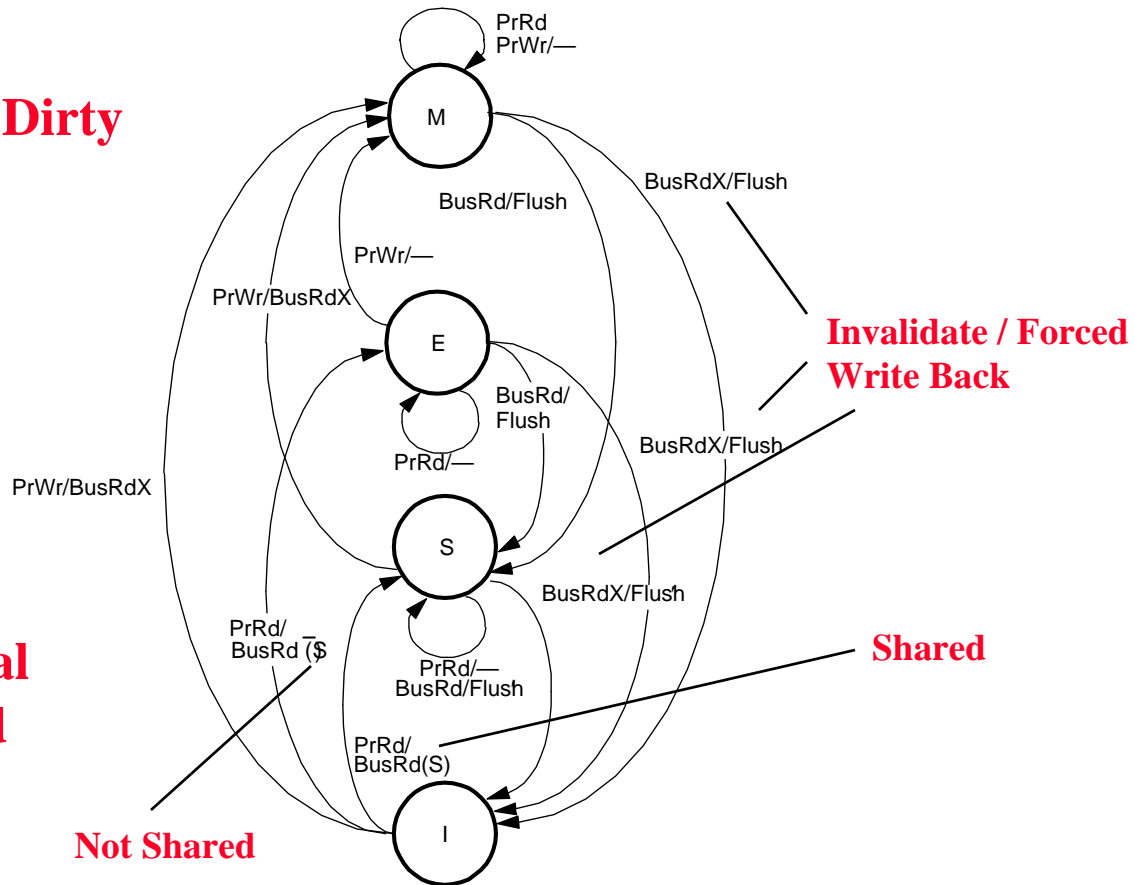 PrRd
PrWr/—
M
Dirty
BusRdX/Flush
BusRd/Flush
PrWr/—
PrWr/BusRdX
E
Invalidate / Forced
Write Back
BusRd/
Flush
BusRdX/Flush
PrRd/—
PrWr/BusRdX
S
BusRdX/Flush
PrRd/
BusRd (S̅)
Shared
PrRd/—
BusRd/Flush
PrRd/
BusRd(S)
I
Not Shared